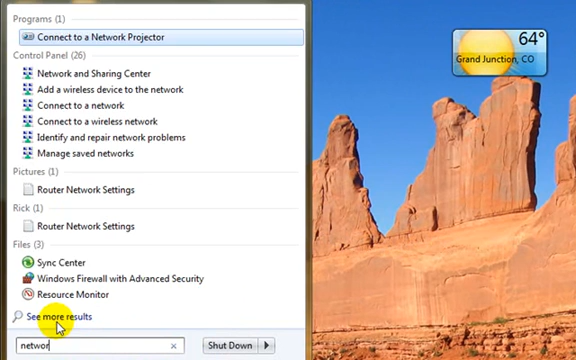 Programs (1)
Connect to a Network Projector
Control Panel (26)
Network and Sharing Center
Add a wireless device to the network
Connect to a network
Connect to a wireless network
Identify and repair network problems
Manage saved networks
Pictures (1)
Router Network Settings
Rick (1)
Router Network Settings
Files (3)
Sync Center
Windows Firewall with Advanced Security
Resource Monitor
See more results
networ
Shut Down
64°
Grand Junction, CO